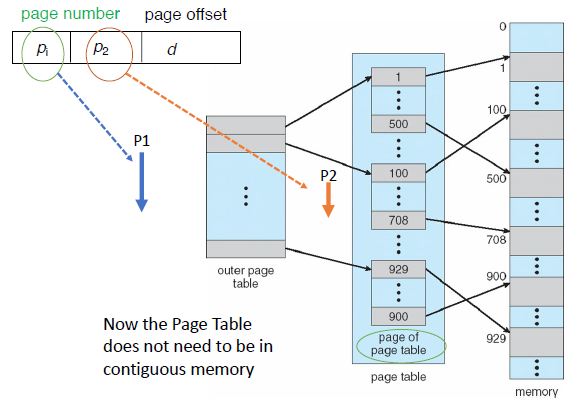 page number page offset
pi p2 d
P1
P2
outer page
table
1
500
100
708
929
900
page of
page table
page table
0
1
100
500
708
900
929
memory
Now the Page Table
does not need to be in
contiguous memory